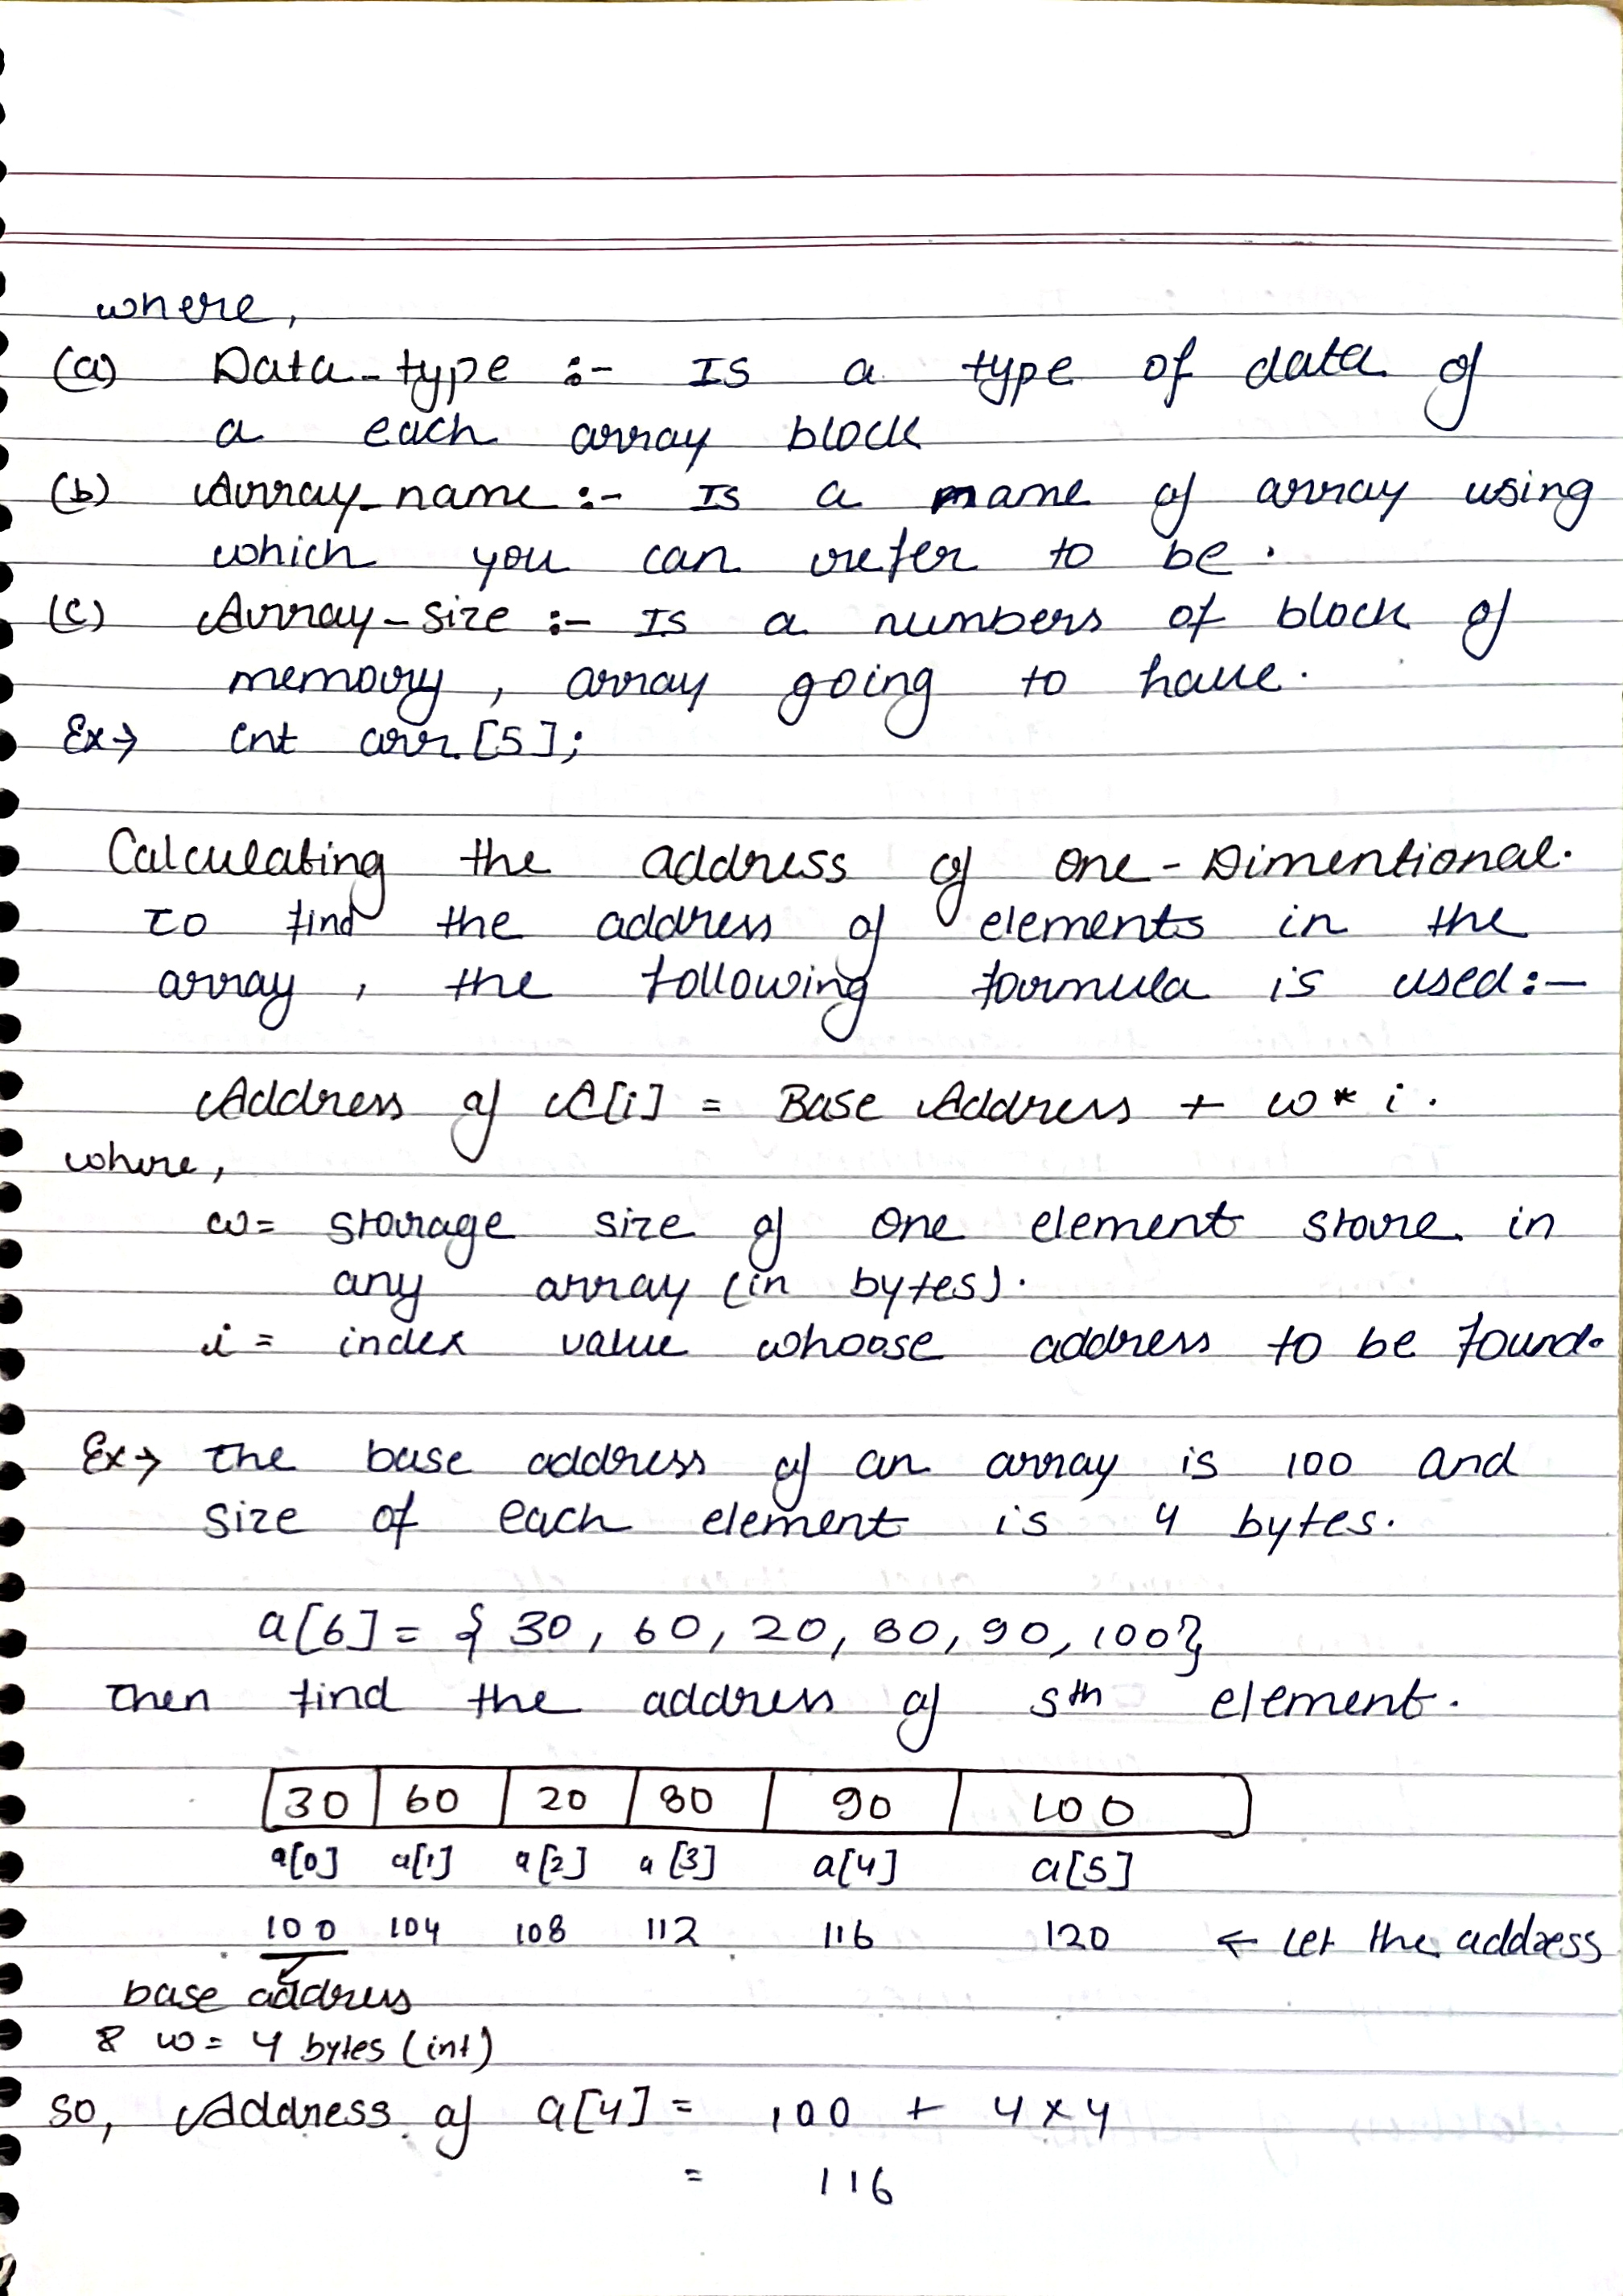 where,
(a) Data-type :- Is a type of data of
a each array block
(b) Array-name :- Is a name of array using
which you can refer to be.
(c) Array-size :- Is a numbers of block of
memory, array going to have.
Ex→ int arr[5];
Calculating the address of one-Dimentional.
To find the address of elements in the
array, the following formula is used:-
Address of A[i] = Base Address + w* i.
where,
w= storage size of one element store in
any array (in bytes).
i = index value whoose address to be found.
Ex→ The base address of an array is 100 and
size of each element is 4 bytes.
a[6] = { 30, 60, 20, 80, 90, 100}
Then find the address of 5th element.
30 60 20 80 90 100
a[0] a[1] a[2] a[3] a[4] a[5]
100 104 108 112 116 120 ← Let the address
base address
& w= 4 bytes (int)
So, Address of a[4] = 100 + 4×4
= 116